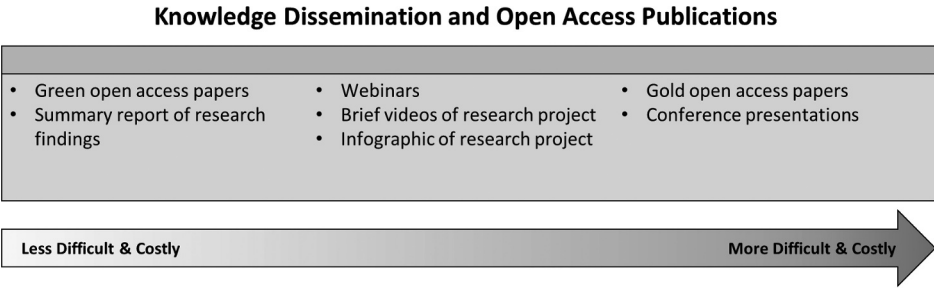 Knowledge Dissemination and Open Access Publications
• Green open access papers
• Summary report of research
findings
• Webinars
• Brief videos of research project
• Infographic of research project
• Gold open access papers
• Conference presentations
Less Difficult & Costly
More Difficult & Costly